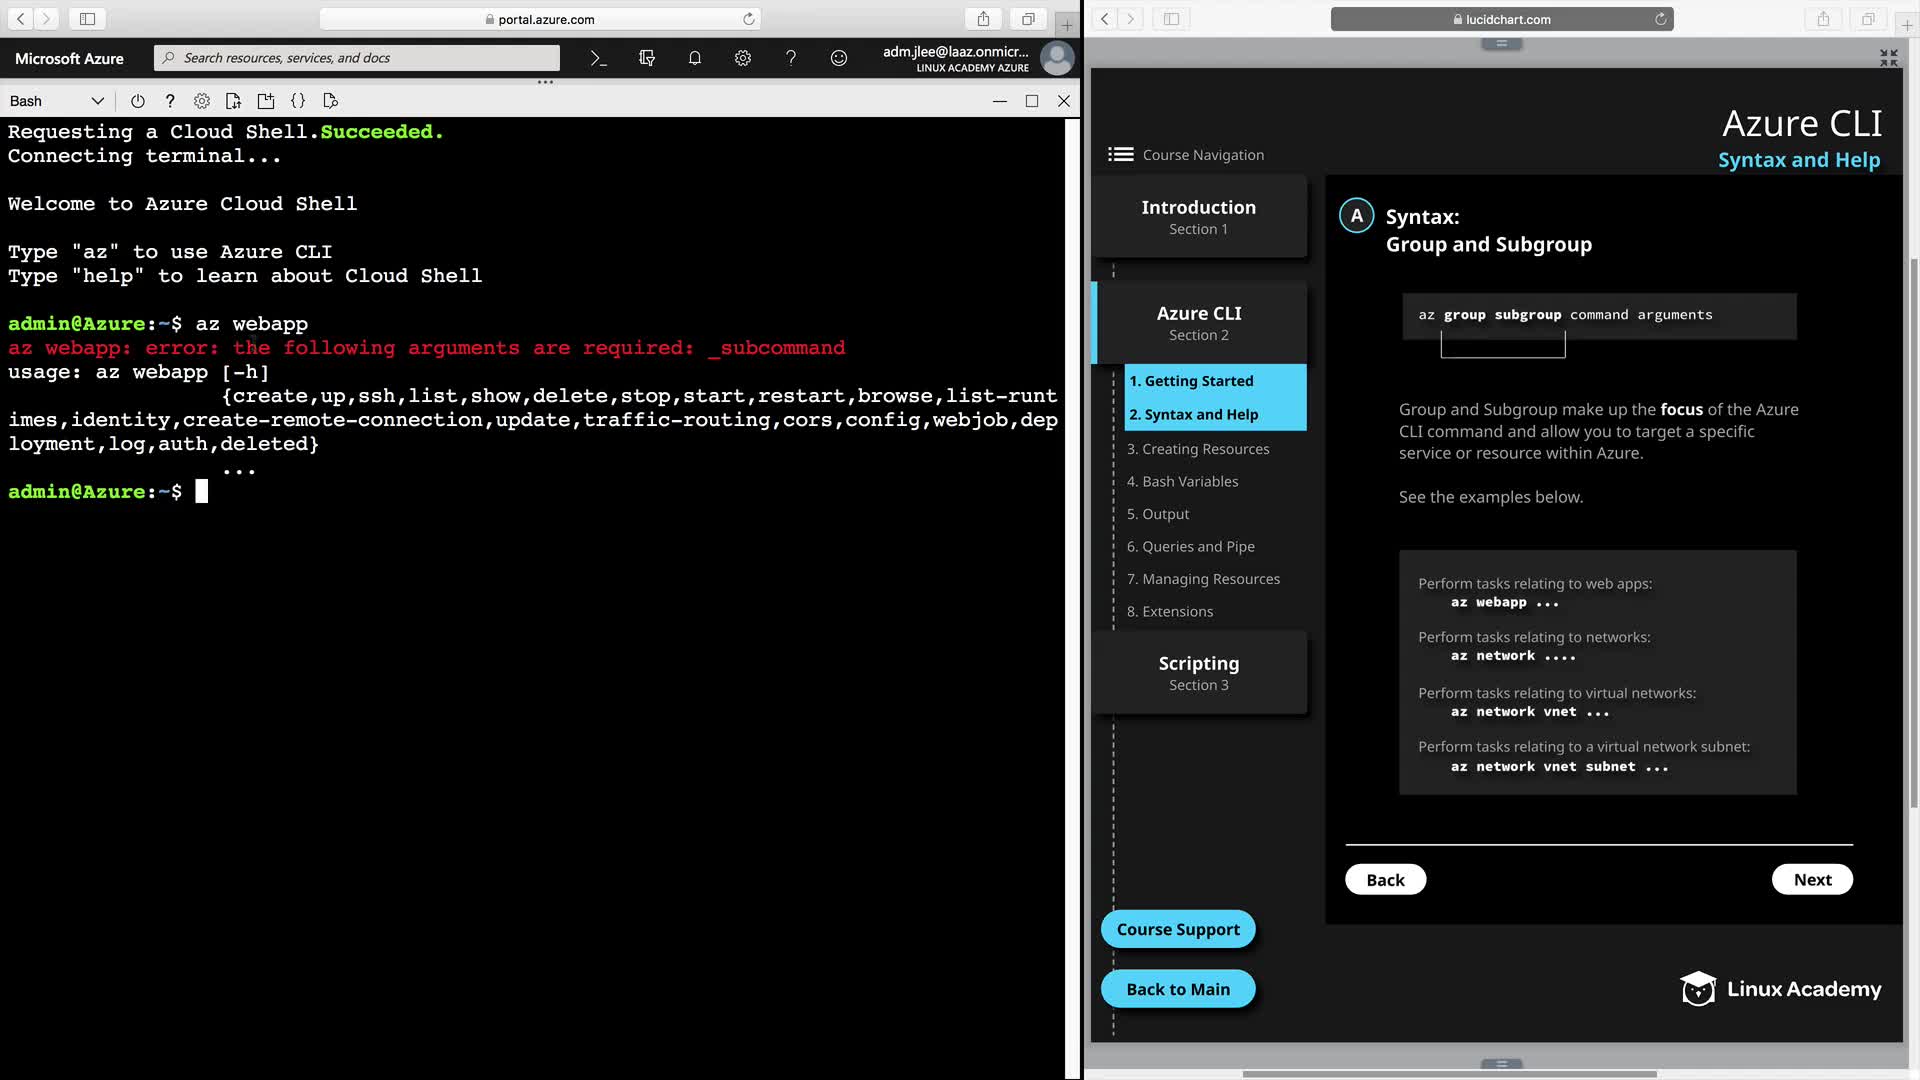 portal.azure.com
Microsoft Azure
Search resources, services, and docs
adm.jlee@laaz.onmicr...
LINUX ACADEMY AZURE
Bash
Requesting a Cloud Shell.Succeeded.
Connecting terminal...
Welcome to Azure Cloud Shell
Type "az" to use Azure CLI
Type "help" to learn about Cloud Shell
admin@Azure:~$ az webapp
az webapp: error: the following arguments are required: _subcommand
usage: az webapp [-h]
{create,up,ssh,list,show,delete,stop,start,restart,browse,list-runt
imes,identity,create-remote-connection,update,traffic-routing,cors,config,webjob,dep
loyment,log,auth,deleted}
...
admin@Azure:~$
lucidchart.com
Azure CLI
Syntax and Help
Course Navigation
Introduction
Section 1
Azure CLI
Section 2
1. Getting Started
2. Syntax and Help
3. Creating Resources
4. Bash Variables
5. Output
6. Queries and Pipe
7. Managing Resources
8. Extensions
Scripting
Section 3
Course Support
Back to Main
A
Syntax:
Group and Subgroup
az group subgroup command arguments
Group and Subgroup make up the focus of the Azure
CLI command and allow you to target a specific
service or resource within Azure.
See the examples below.
Perform tasks relating to web apps:
az webapp ...
Perform tasks relating to networks:
az network ....
Perform tasks relating to virtual networks:
az network vnet ...
Perform tasks relating to a virtual network subnet:
az network vnet subnet ...
Back
Next
Linux Academy